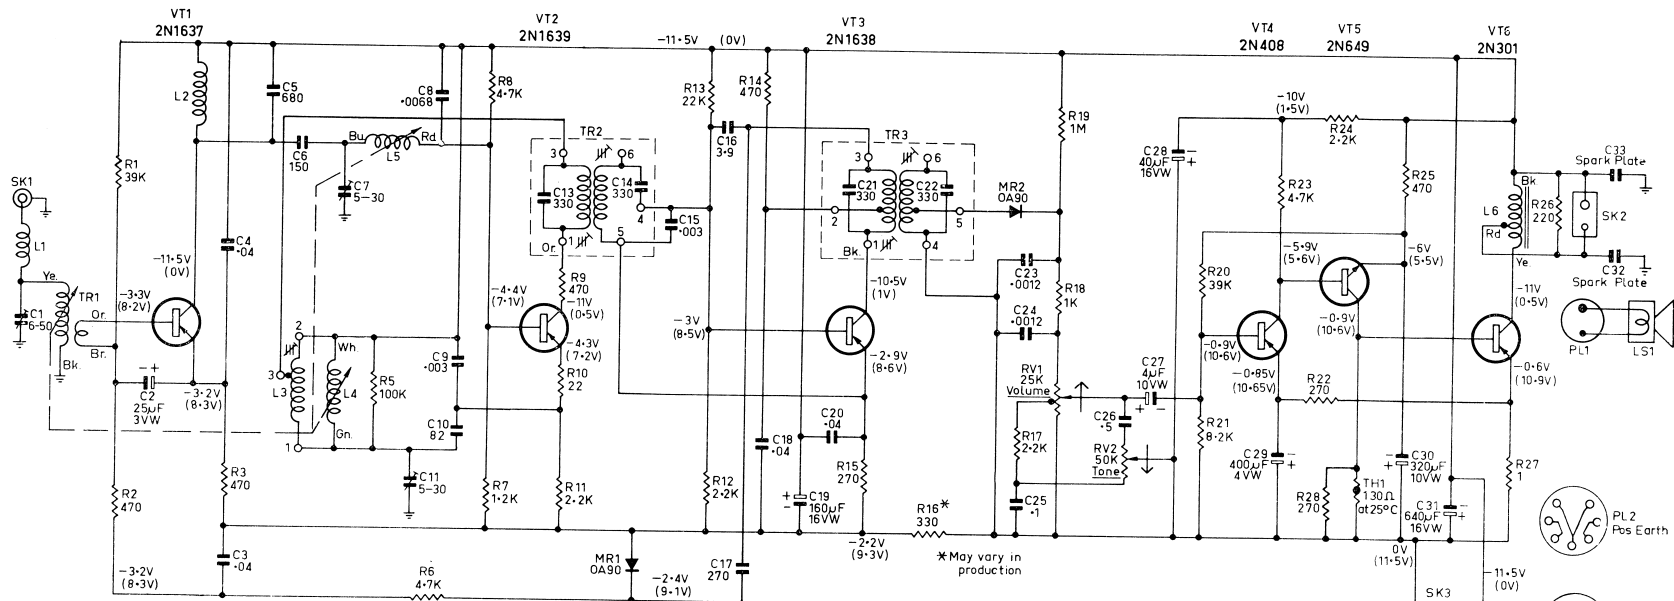 VT1
2N1637
VT2
2N1639
VT3
2N1638
VT4
2N408
VT5
2N649
VT6
2N301
-11·5V (0V)
L2
C5
680
C8
·0068
R8
4·7K
R13
22K
R14
470
R19
1M
-10V
(1·5V)
R24
2·2K
C6
150
Bu.
L5
Rd
C7
5-30
TR2
3
6
C13
330
C14
330
4
C15
·003
1
5
Or.
C16
3·9
TR3
3
6
C21
330
C22
330
2
5
1
4
Bk.
MR2
OA90
C28
40µF
16VW
R23
4·7K
R25
470
Bk.
L6
Rd
Ye.
R26
220
SK2
C33
Spark Plate
C32
Spark Plate
R1
39K
SK1
L1
Ye.
C1
6-50
TR1
Or.
Br.
Bk.
C4
·04
-11·5V
(0V)
-3·3V
(8·2V)
C2
25µF
3VW
-3·2V
(8·3V)
2
3
1
L3
Wh.
L4
Gn.
R5
100K
C9
·003
C10
82
C11
5-30
R9
470
-4·4V
(7·1V)
-11V
(0·5V)
-4·3V
(7·2V)
R10
22
-3V
(8·5V)
-10·5V
(1V)
-2·9V
(8·6V)
C23
·0012
C24
·0012
R18
1K
RV1
25K
Volume
C27
4µF
10VW
C26
·5
RV2
50K
Tone
R17
2·2K
C25
·1
R20
39K
R21
8·2K
-5·9V
(5·6V)
-6V
(5·5V)
-0·9V
(10·6V)
-0·9V
(10·6V)
-0·85V
(10·65V)
R22
270
-11V
(0·5V)
-0·6V
(10·9V)
PL1
LS1
R2
470
R3
470
R7
1·2K
R11
2·2K
R12
2·2K
C18
·04
C20
·04
R15
270
C19
160µF
16VW
R16*
330
*May vary in
production
C29
400µF
4VW
R28
270
TH1
130Ω
at 25°C
C30
320µF
10VW
C31
640µF
16VW
R27
1
PL2
Pos Earth
C3
·04
-3·2V
(8·3V)
R6
4·7K
MR1
OA90
-2·4V
(9·1V)
C17
270
-2·2V
(9·3V)
0V
(11·5V)
SK3
-11·5V
(0V)